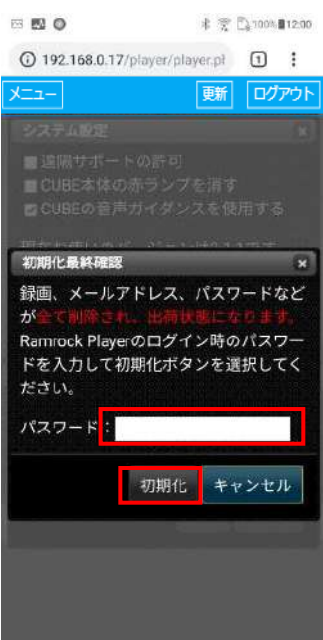 100% 12:00
192.168.0.17/player/player.pl
1
メニュー 更新 ログアウト
システム設定
遠隔サポートの許可
CUBE本体の赤ランプを消す
CUBEの音声ガイダンスを使用する
初期化最終確認
録画、メールアドレス、パスワードなど
が全て削除され、出荷状態になります。
Ramrock Playerのログイン時のパスワー
ドを入力して初期化ボタンを選択してく
ださい。
パスワード：
初期化 キャンセル